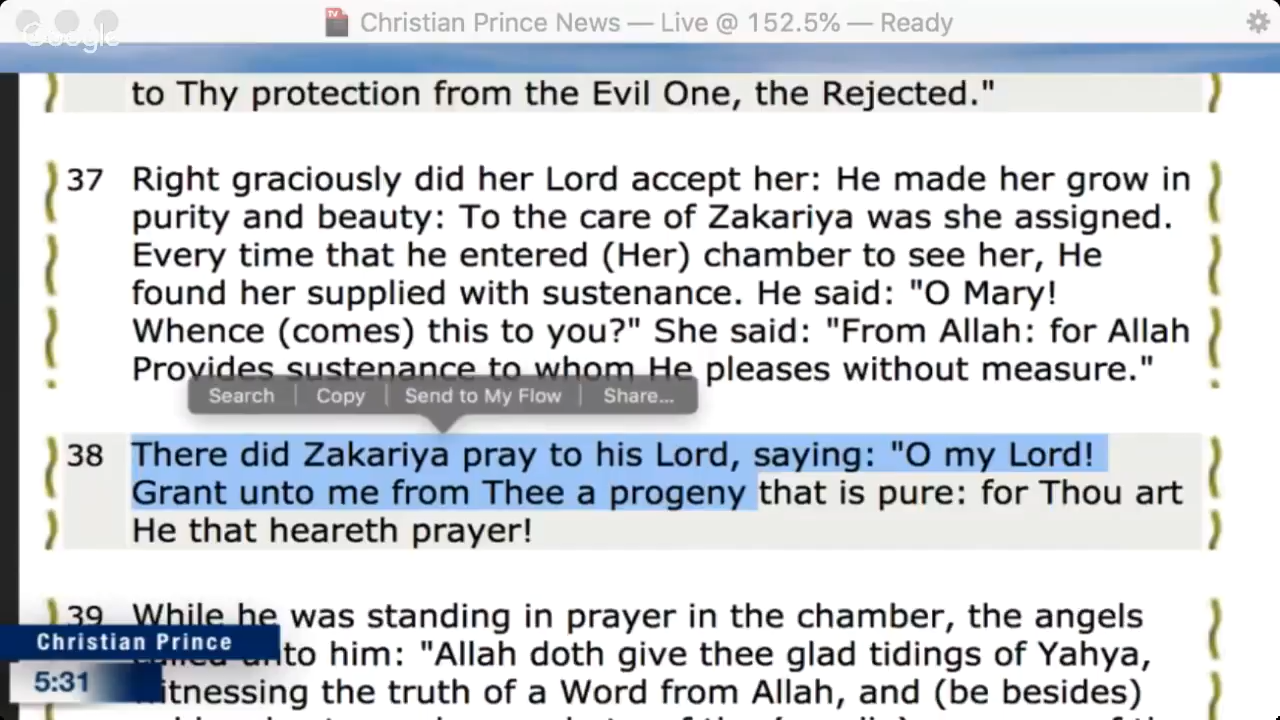 Christian Prince News — Live @ 152.5% — Ready
Google
to Thy protection from the Evil One, the Rejected."
37 Right graciously did her Lord accept her: He made her grow in
purity and beauty: To the care of Zakariya was she assigned.
Every time that he entered (Her) chamber to see her, He
found her supplied with sustenance. He said: "O Mary!
Whence (comes) this to you?" She said: "From Allah: for Allah
Provides sustenance to whom He pleases without measure."
Search Copy Send to My Flow Share...
38 There did Zakariya pray to his Lord, saying: "O my Lord!
Grant unto me from Thee a progeny that is pure: for Thou art
He that heareth prayer!
39 While he was standing in prayer in the chamber, the angels
unto him: "Allah doth give thee glad tidings of Yahya,
witnessing the truth of a Word from Allah, and (be besides)
Christian Prince
5:31